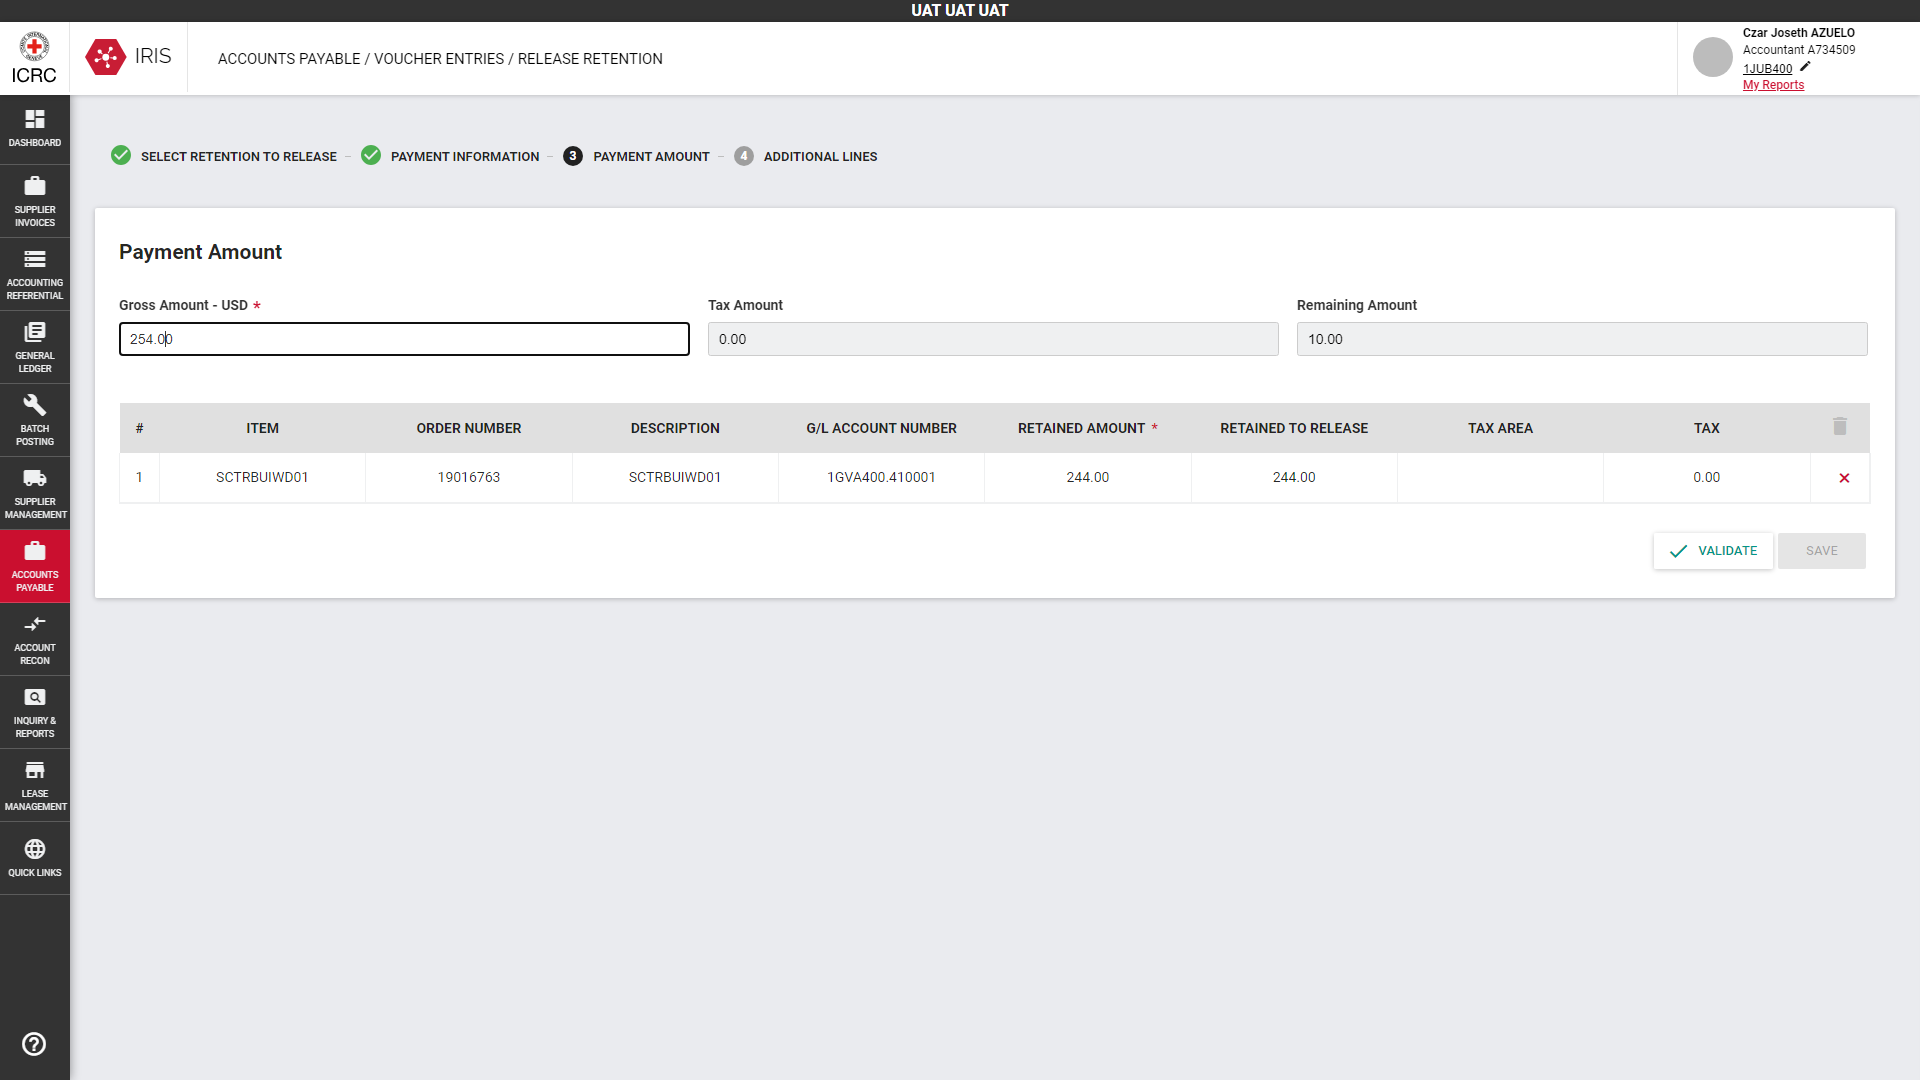 UAT UAT UAT
ICRC
IRIS
ACCOUNTS PAYABLE / VOUCHER ENTRIES / RELEASE RETENTION
Czar Joseth AZUELO
Accountant A734509
1JUB400
My Reports
DASHBOARD
SUPPLIER
INVOICES
ACCOUNTING
REFERENTIAL
GENERAL
LEDGER
BATCH
POSTING
SUPPLIER
MANAGEMENT
ACCOUNTS
PAYABLE
ACCOUNT
RECON
INQUIRY &
REPORTS
LEASE
MANAGEMENT
QUICK LINKS
SELECT RETENTION TO RELEASE – PAYMENT INFORMATION – 3 PAYMENT AMOUNT – 4 ADDITIONAL LINES
Payment Amount
Gross Amount - USD * Tax Amount Remaining Amount
254.00 0.00 10.00
# ITEM ORDER NUMBER DESCRIPTION G/L ACCOUNT NUMBER RETAINED AMOUNT * RETAINED TO RELEASE TAX AREA TAX
1 SCTRBUIWD01 19016763 SCTRBUIWD01 1GVA400.410001 244.00 244.00 0.00
VALIDATE SAVE